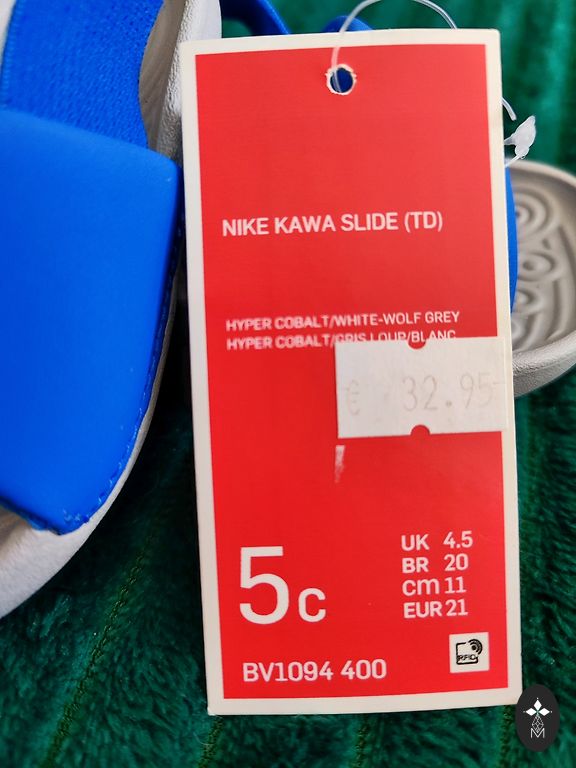 NIKE KAWA SLIDE (TD)
HYPER COBALT/WHITE-WOLF GREY
HYPER COBALT/GRIS LOUP/BLANC
€ 32.95
5C
UK 4.5
BR 20
cm 11
EUR 21
BV1094 400
RFID